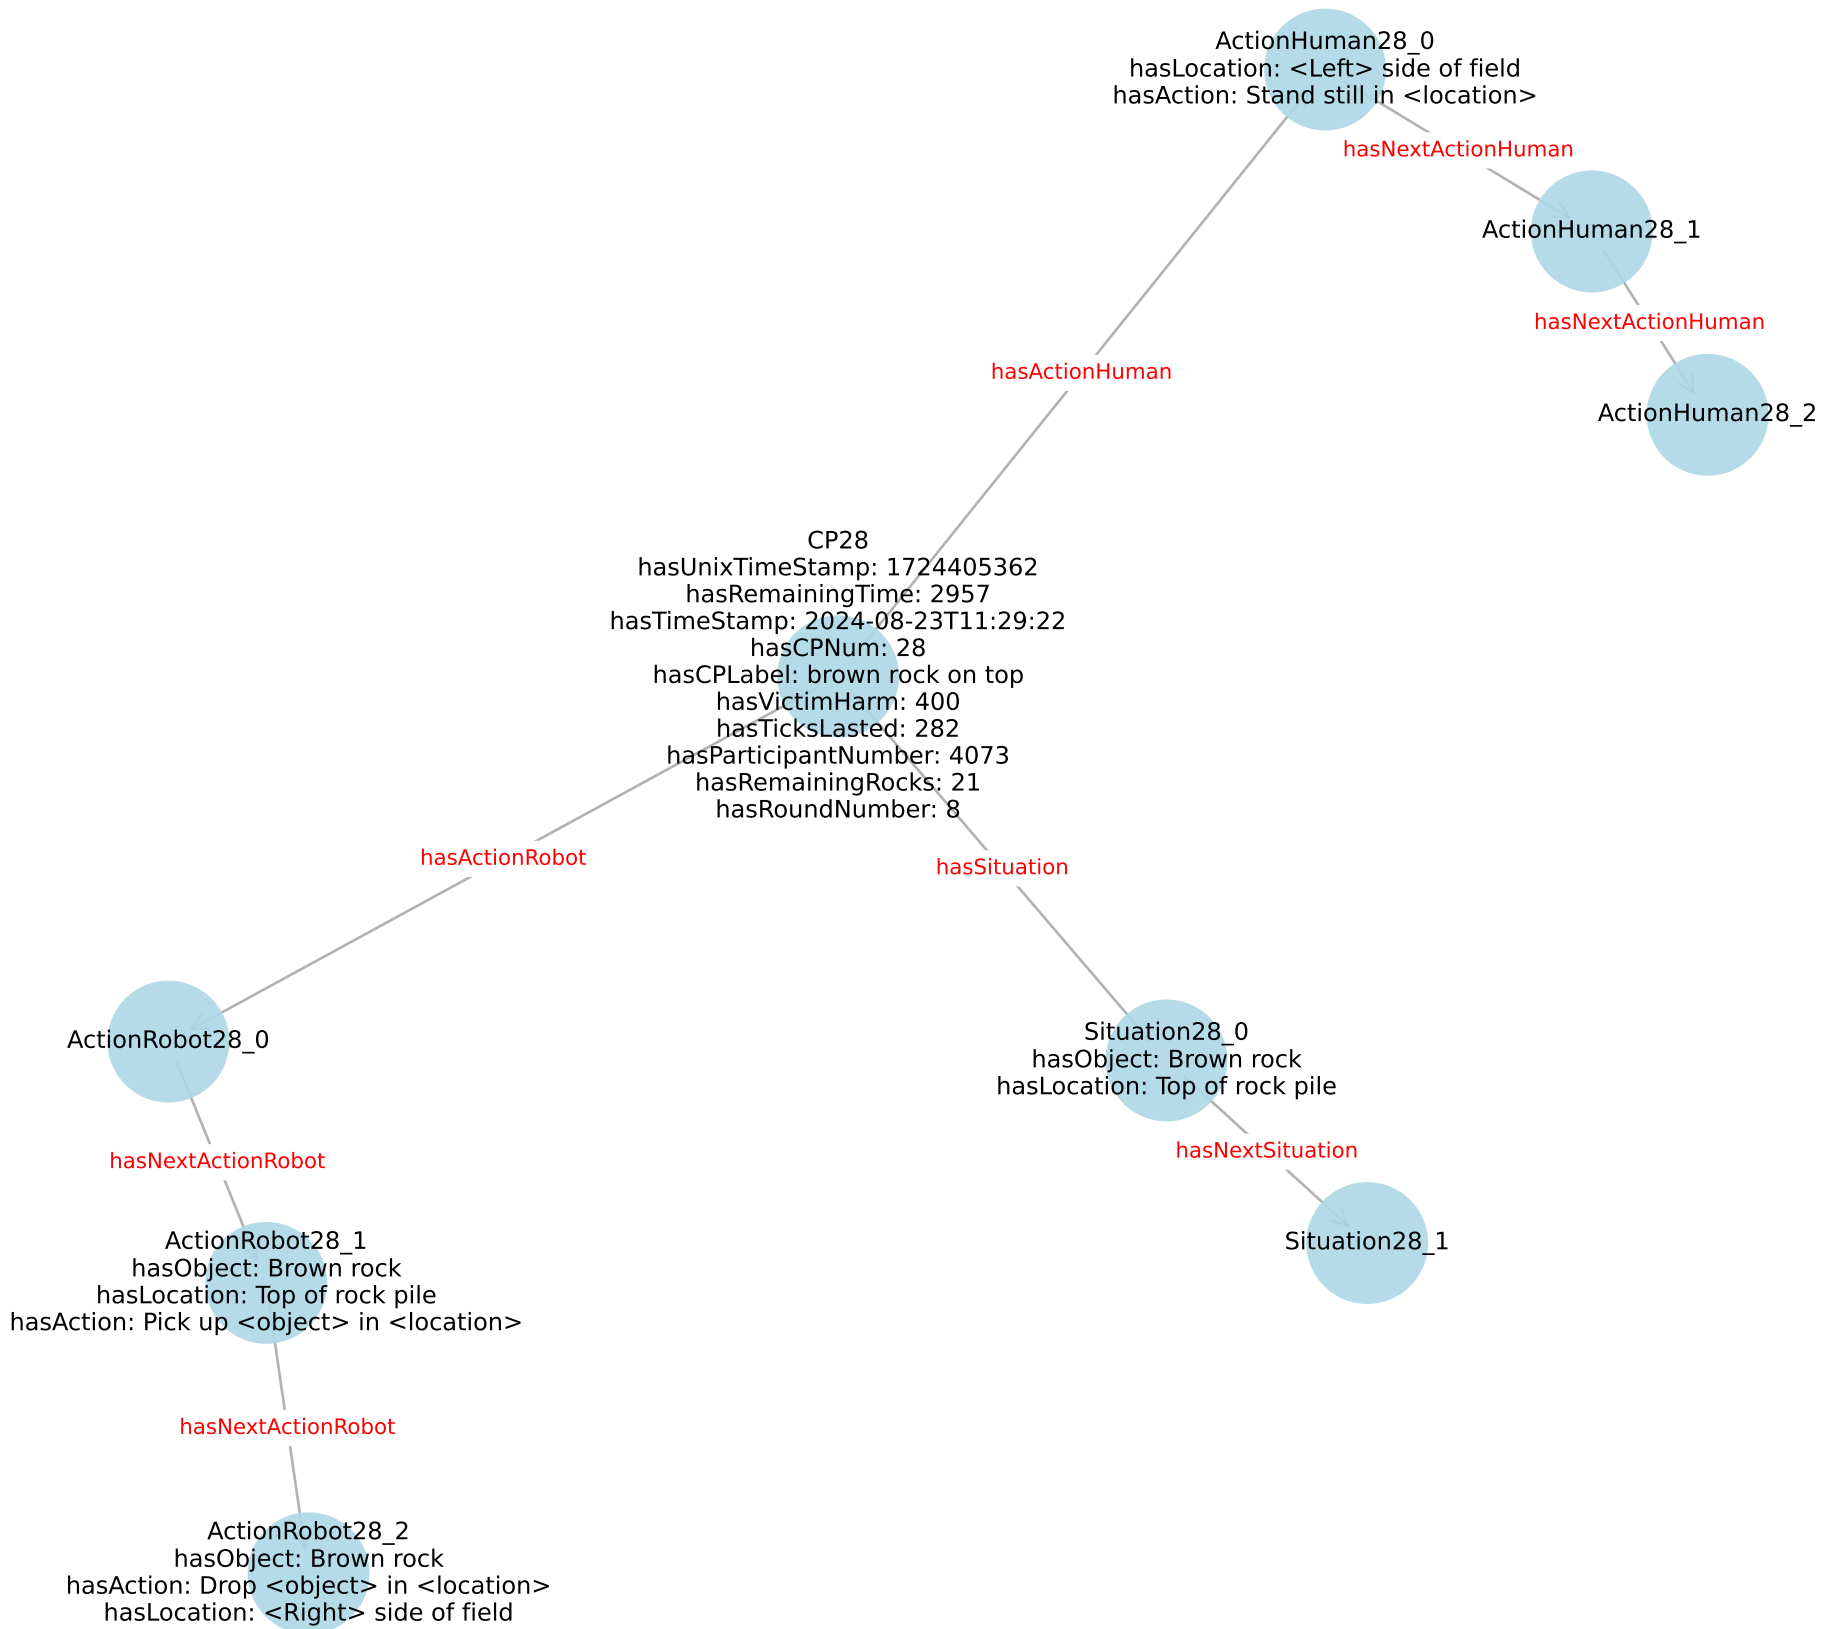 ActionHuman28_0
hasLocation: <Left> side of field
hasAction: Stand still in <location>
hasNextActionHuman
ActionHuman28_1
hasNextActionHuman
hasActionHuman
ActionHuman28_2
CP28
hasUnixTimeStamp: 1724405362
hasRemainingTime: 2957
hasTimeStamp: 2024-08-23T11:29:22
hasCPNum: 28
hasCPLabel: brown rock on top
hasVictimHarm: 400
hasTicksLasted: 282
hasParticipantNumber: 4073
hasRemainingRocks: 21
hasRoundNumber: 8
hasActionRobot
hasSituation
ActionRobot28_0
Situation28_0
hasObject: Brown rock
hasLocation: Top of rock pile
hasNextActionRobot
hasNextSituation
ActionRobot28_1
hasObject: Brown rock
hasLocation: Top of rock pile
hasAction: Pick up <object> in <location>
Situation28_1
hasNextActionRobot
ActionRobot28_2
hasObject: Brown rock
hasAction: Drop <object> in <location>
hasLocation: <Right> side of field